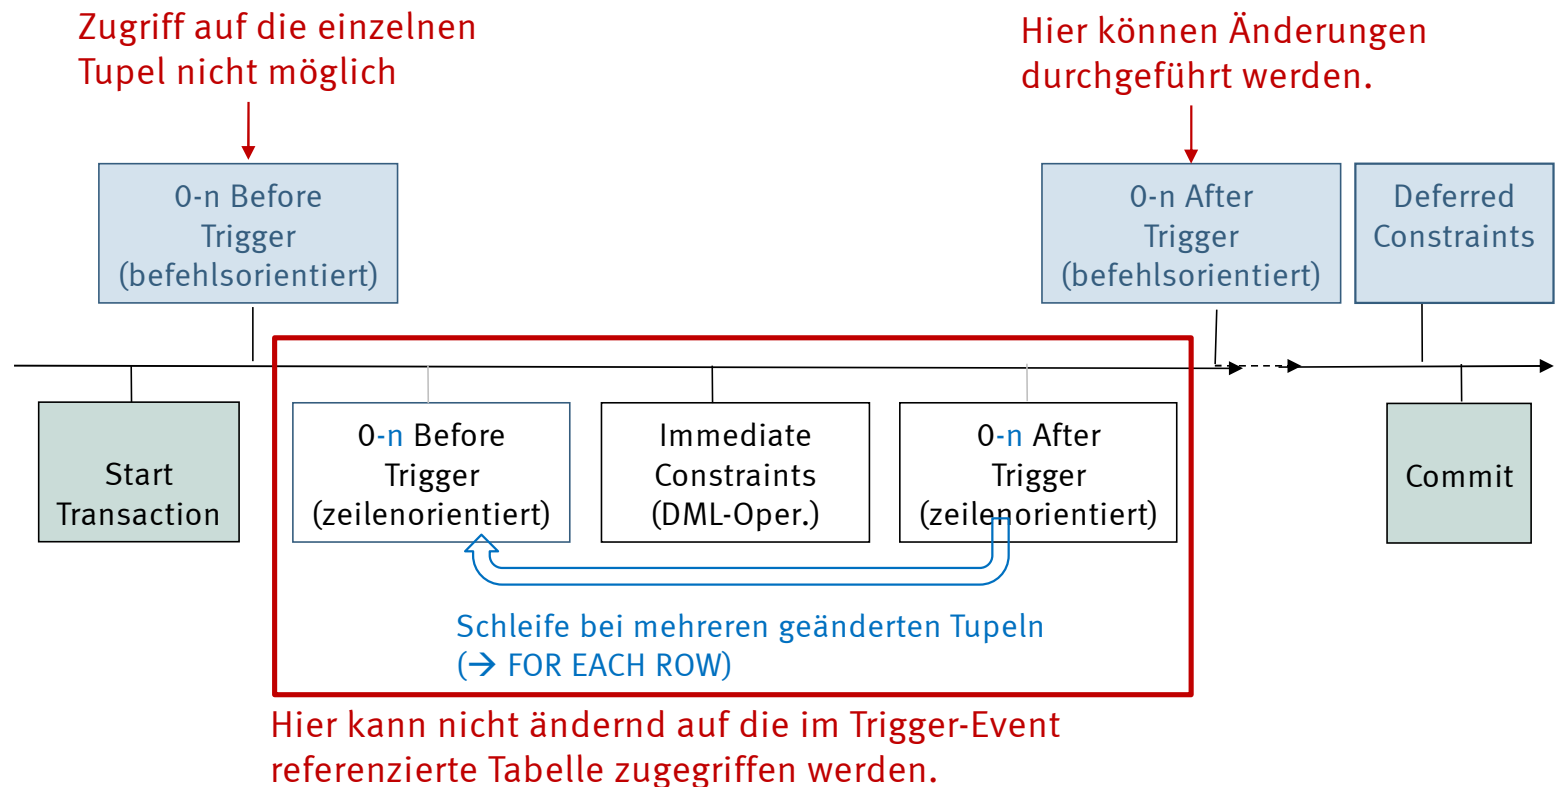 Zugriff auf die einzelnen
Tupel nicht möglich
Hier können Änderungen
durchgeführt werden.
0-n Before
Trigger
(befehlsorientiert)
0-n After
Trigger
(befehlsorientiert)
Deferred
Constraints
Start
Transaction
0-n Before
Trigger
(zeilenorientiert)
Immediate
Constraints
(DML-Oper.)
0-n After
Trigger
(zeilenorientiert)
Commit
Schleife bei mehreren geänderten Tupeln
(→ FOR EACH ROW)
Hier kann nicht ändernd auf die im Trigger-Event
referenzierte Tabelle zugegriffen werden.